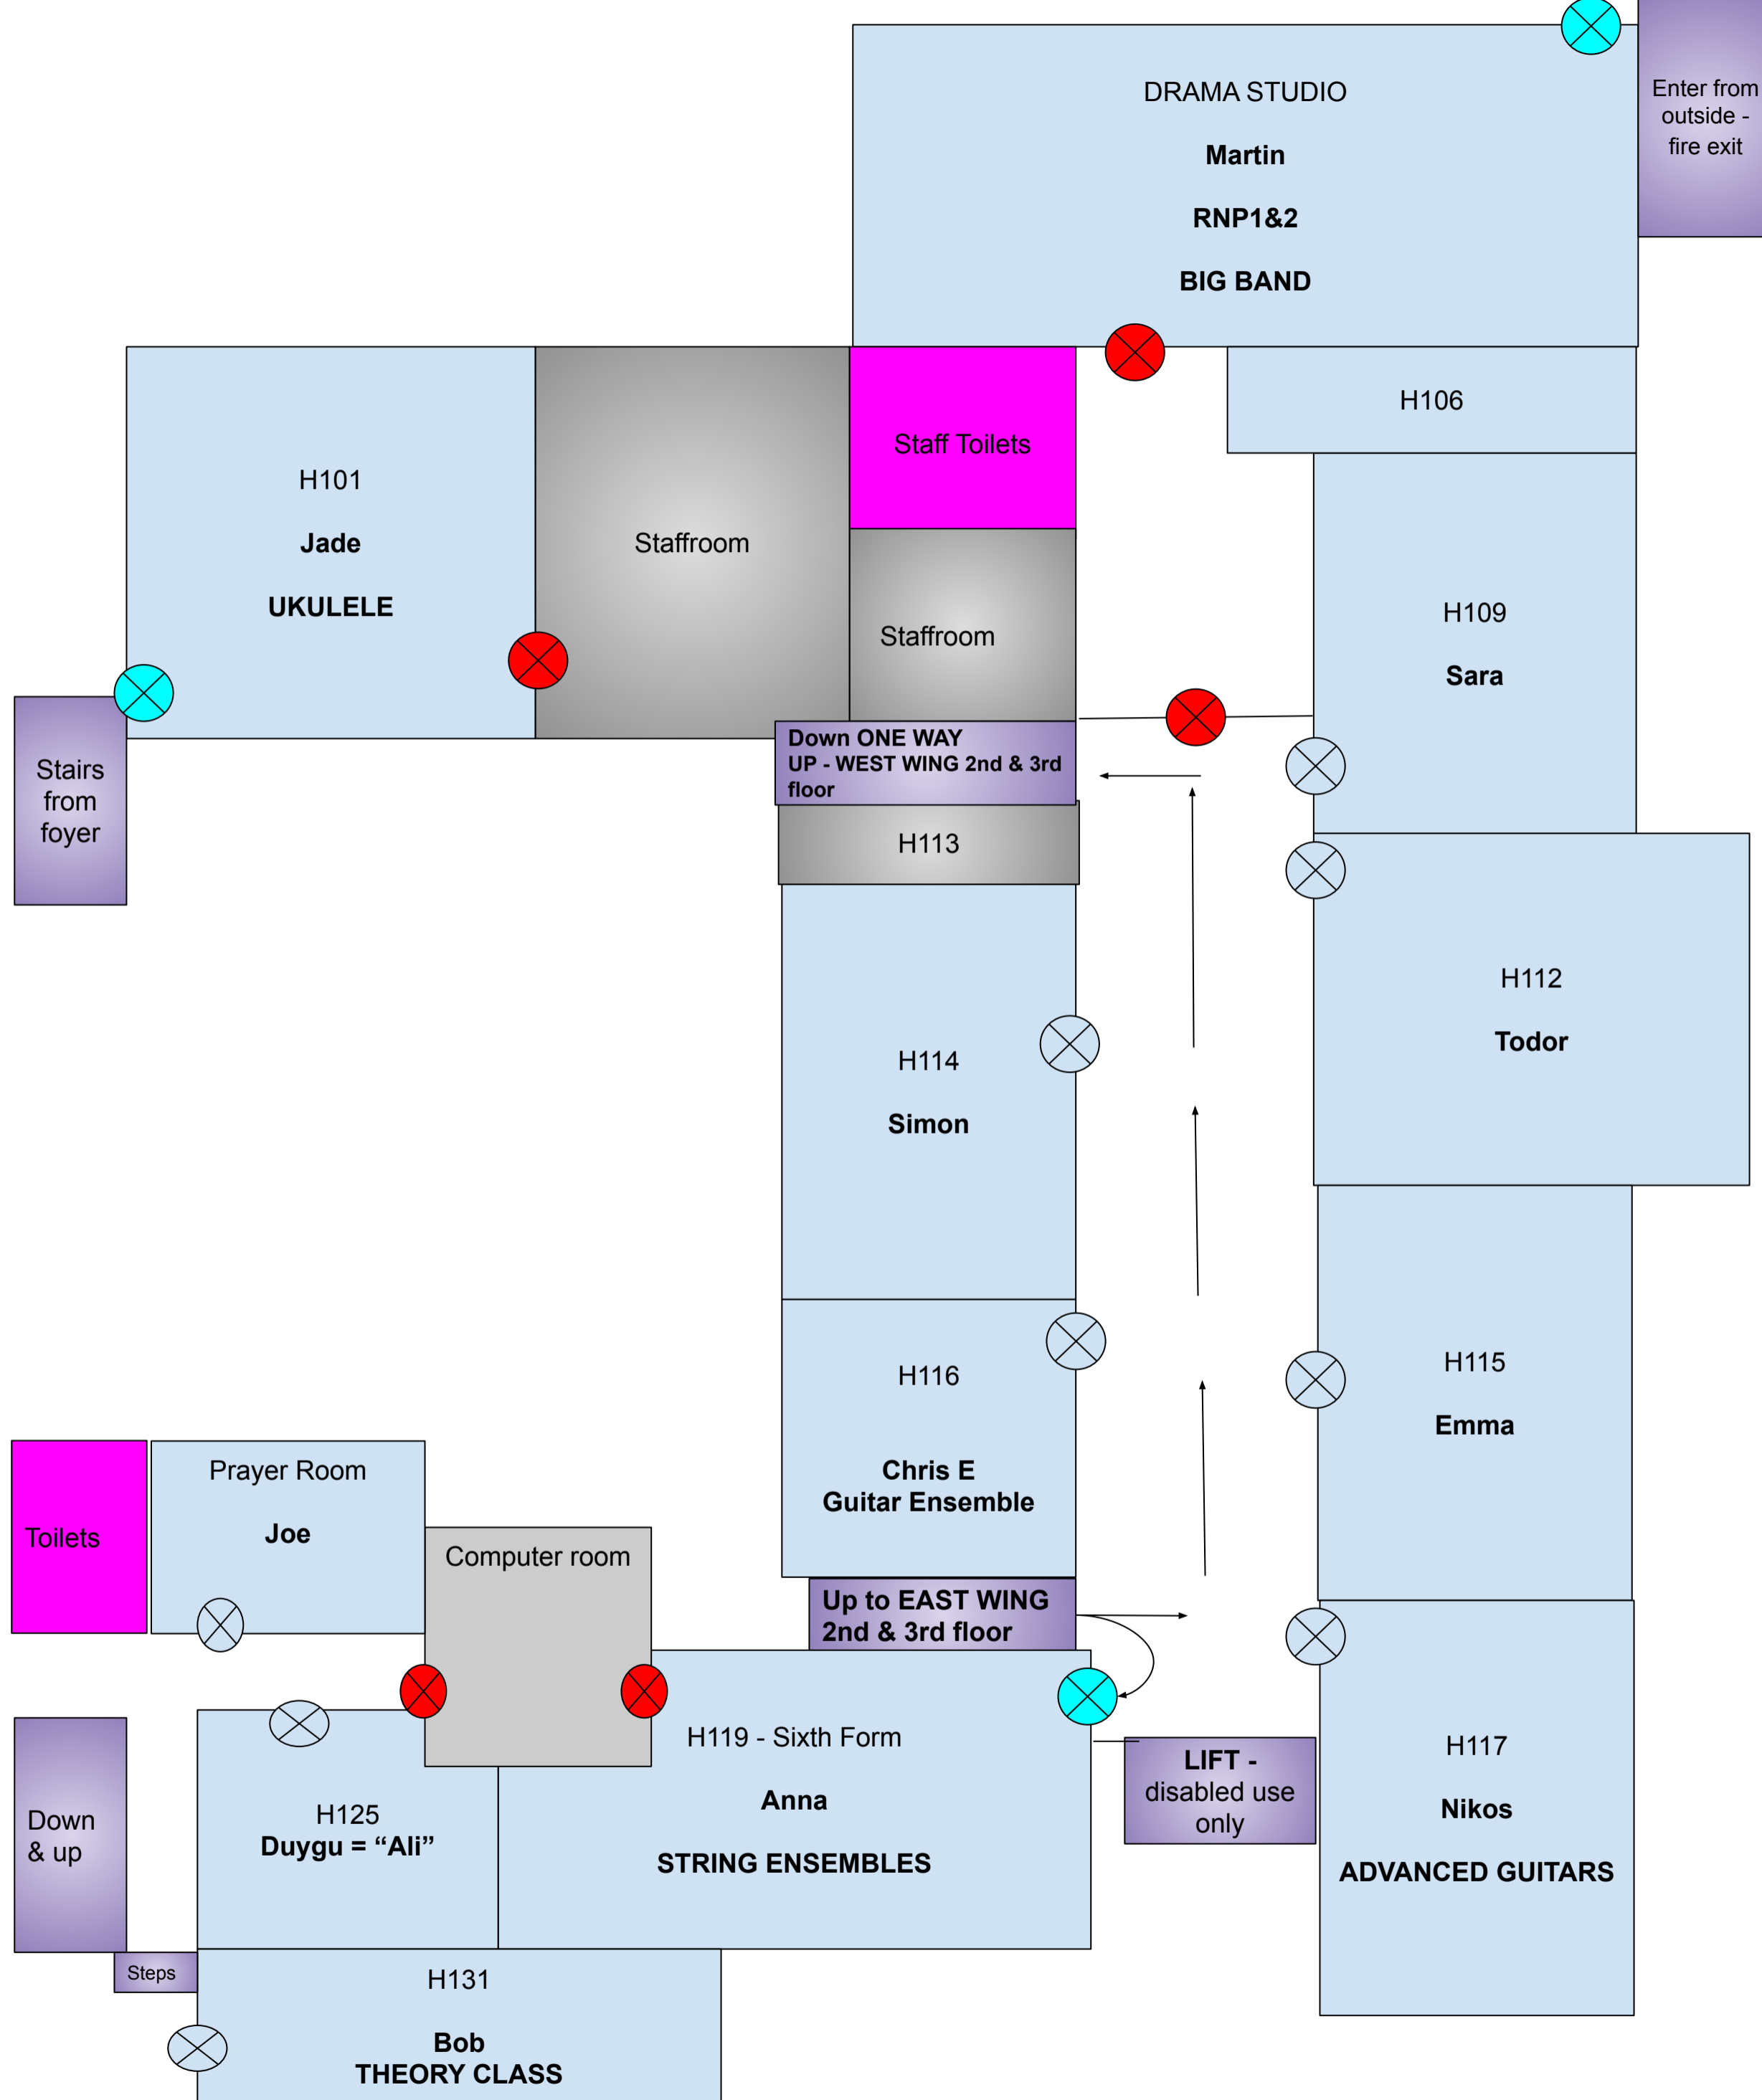 DRAMA STUDIO
Martin
RNP1&2
BIG BAND
Enter from
outside -
fire exit
H106
Staff Toilets
H101
Jade
UKULELE
Staffroom
Staffroom
H109
Sara
Stairs
from
foyer
Down ONE WAY
UP - WEST WING 2nd & 3rd
floor
H113
H112
Todor
H114
Simon
H116
Chris E
Guitar Ensemble
H115
Emma
Toilets
Prayer Room
Joe
Computer room
Up to EAST WING
2nd & 3rd floor
H119 - Sixth Form
Anna
STRING ENSEMBLES
LIFT -
disabled use
only
H117
Nikos
ADVANCED GUITARS
Down
& up
H125
Duygu = “Ali”
Steps
H131
Bob
THEORY CLASS